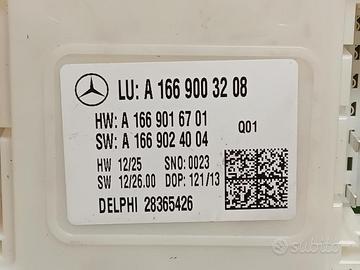 LU: A 166 900 32 08
HW: A 166 901 67 01
SW: A 166 902 40 04
Q01
HW 12/25 SNO: 0023
SW 12/26.00 DOP: 121/13
DELPHI 28365426
subito